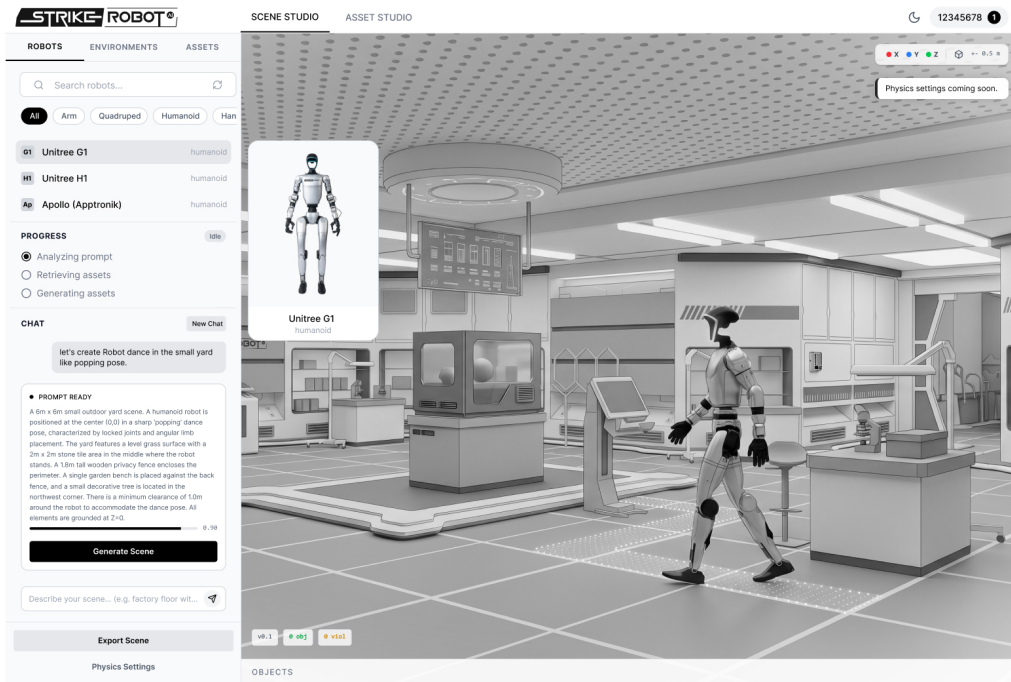 STRIKE ROBOT AI
SCENE STUDIO
ASSET STUDIO
12345678 1
ROBOTS
ENVIRONMENTS
ASSETS
Search robots...
All
Arm
Quadruped
Humanoid
Han
G1 Unitree G1 humanoid
H1 Unitree H1 humanoid
Ap Apollo (Apptronik) humanoid
PROGRESS
Idle
Analyzing prompt
Retrieving assets
Generating assets
CHAT
New Chat
let's create Robot dance in the small yard
like popping pose.
PROMPT READY
A 6m x 6m small outdoor yard scene. A humanoid robot is
positioned at the center (0,0) in a sharp 'popping' dance
pose, characterized by locked joints and angular limb
placement. The yard features a level grass surface with a
2m x 2m stone tile area in the middle where the robot
stands. A 1.8m tall wooden privacy fence encloses the
perimeter. A single garden bench is placed against the back
fence, and a small decorative tree is located in the
northwest corner. There is a minimum clearance of 1.0m
around the robot to accommodate the dance pose. All
elements are grounded at Z=0.
0.90
Generate Scene
Describe your scene... (e.g. factory floor wit...
Export Scene
Physics Settings
X Y Z +- 0.5 m
Physics settings coming soon.
Unitree G1
humanoid
v0.1
0 obj
0 viol
OBJECTS